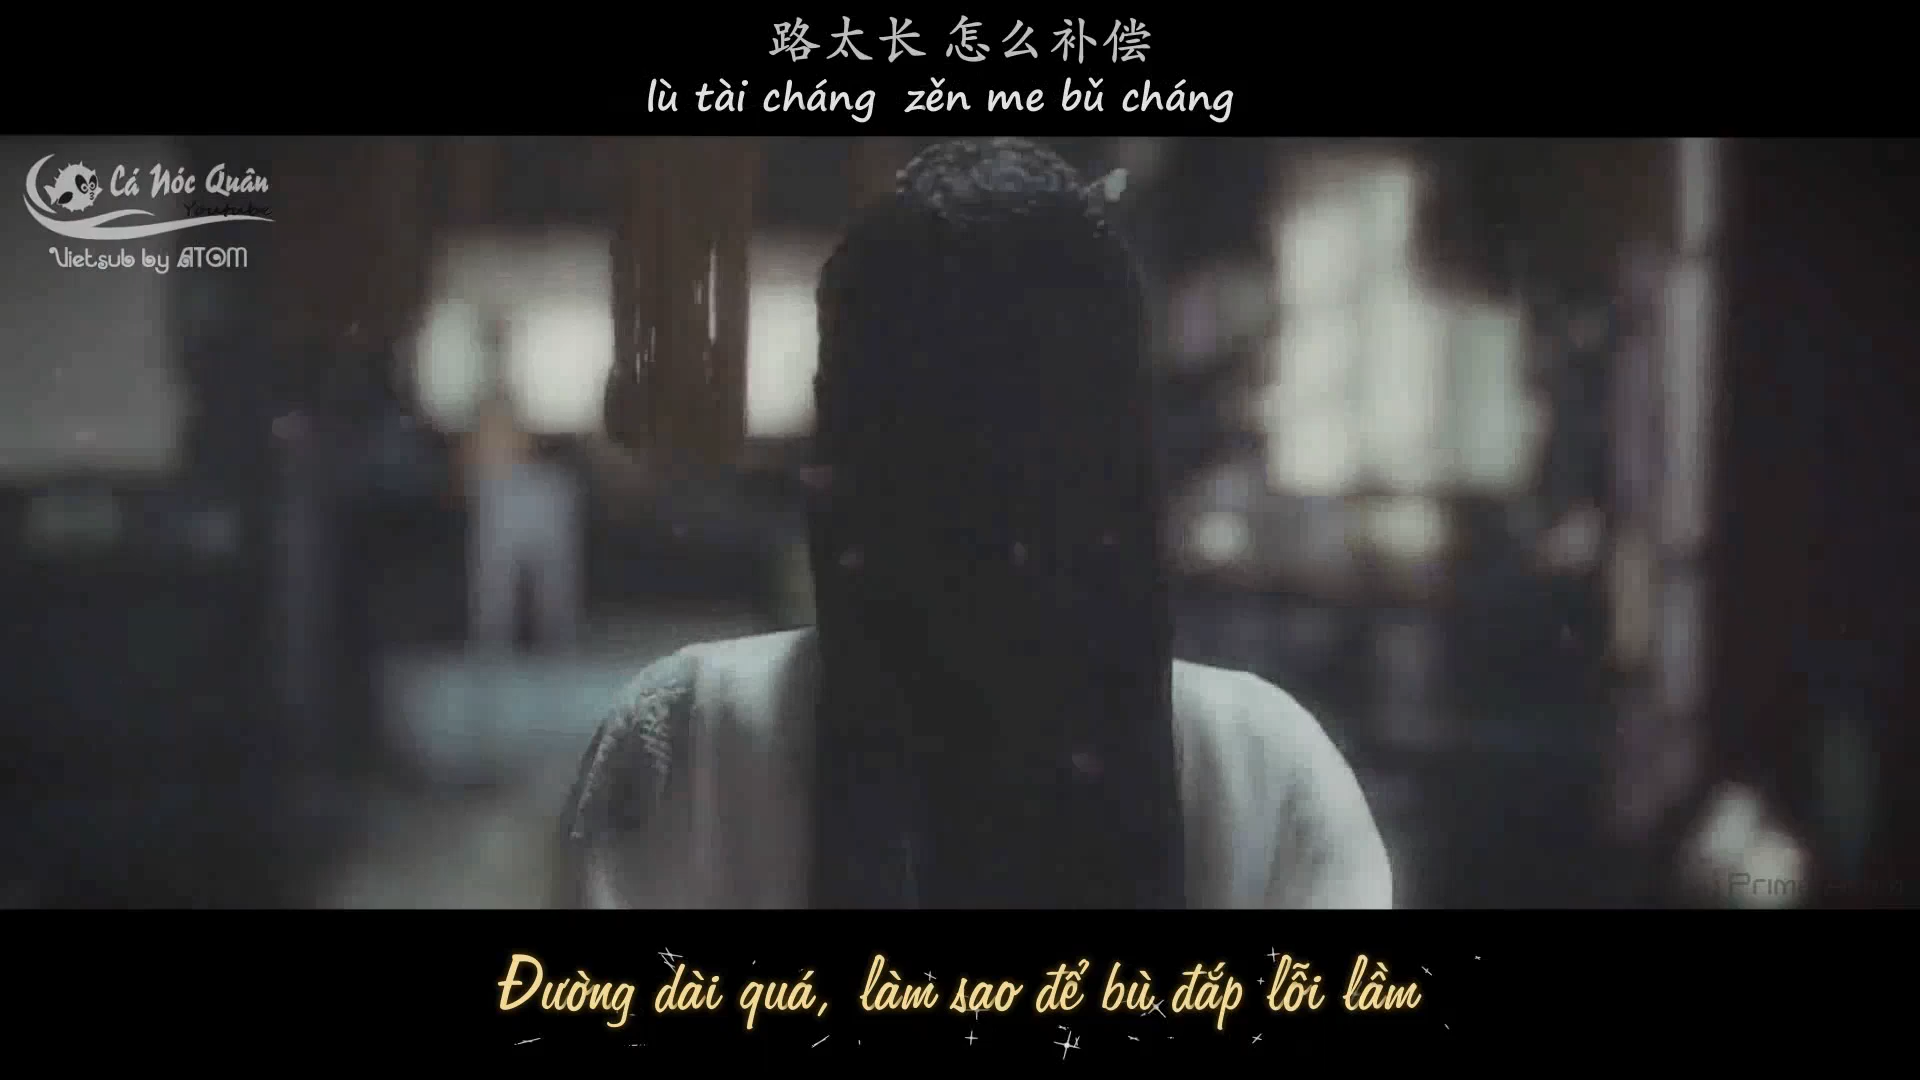 路太长 怎么补偿
lù tài cháng zěn me bǔ cháng
Cá Nóc Quân
Youtube
Vietsub by ATOM
Đường dài quá, làm sao để bù đắp lỗi lầm